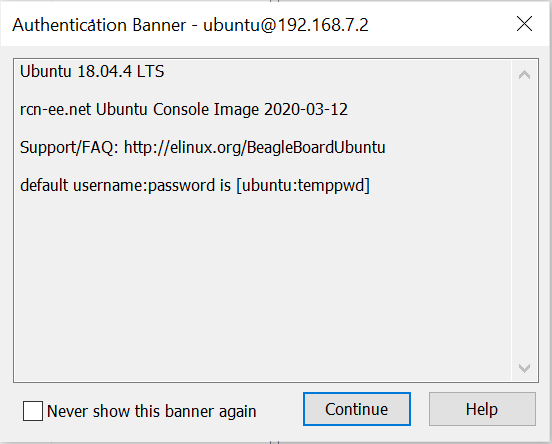 Authentication Banner - ubuntu@192.168.7.2
Ubuntu 18.04.4 LTS
rcn-ee.net Ubuntu Console Image 2020-03-12
Support/FAQ: http://elinux.org/BeagleBoardUbuntu
default username:password is [ubuntu:temppwd]
Never show this banner again
Continue
Help